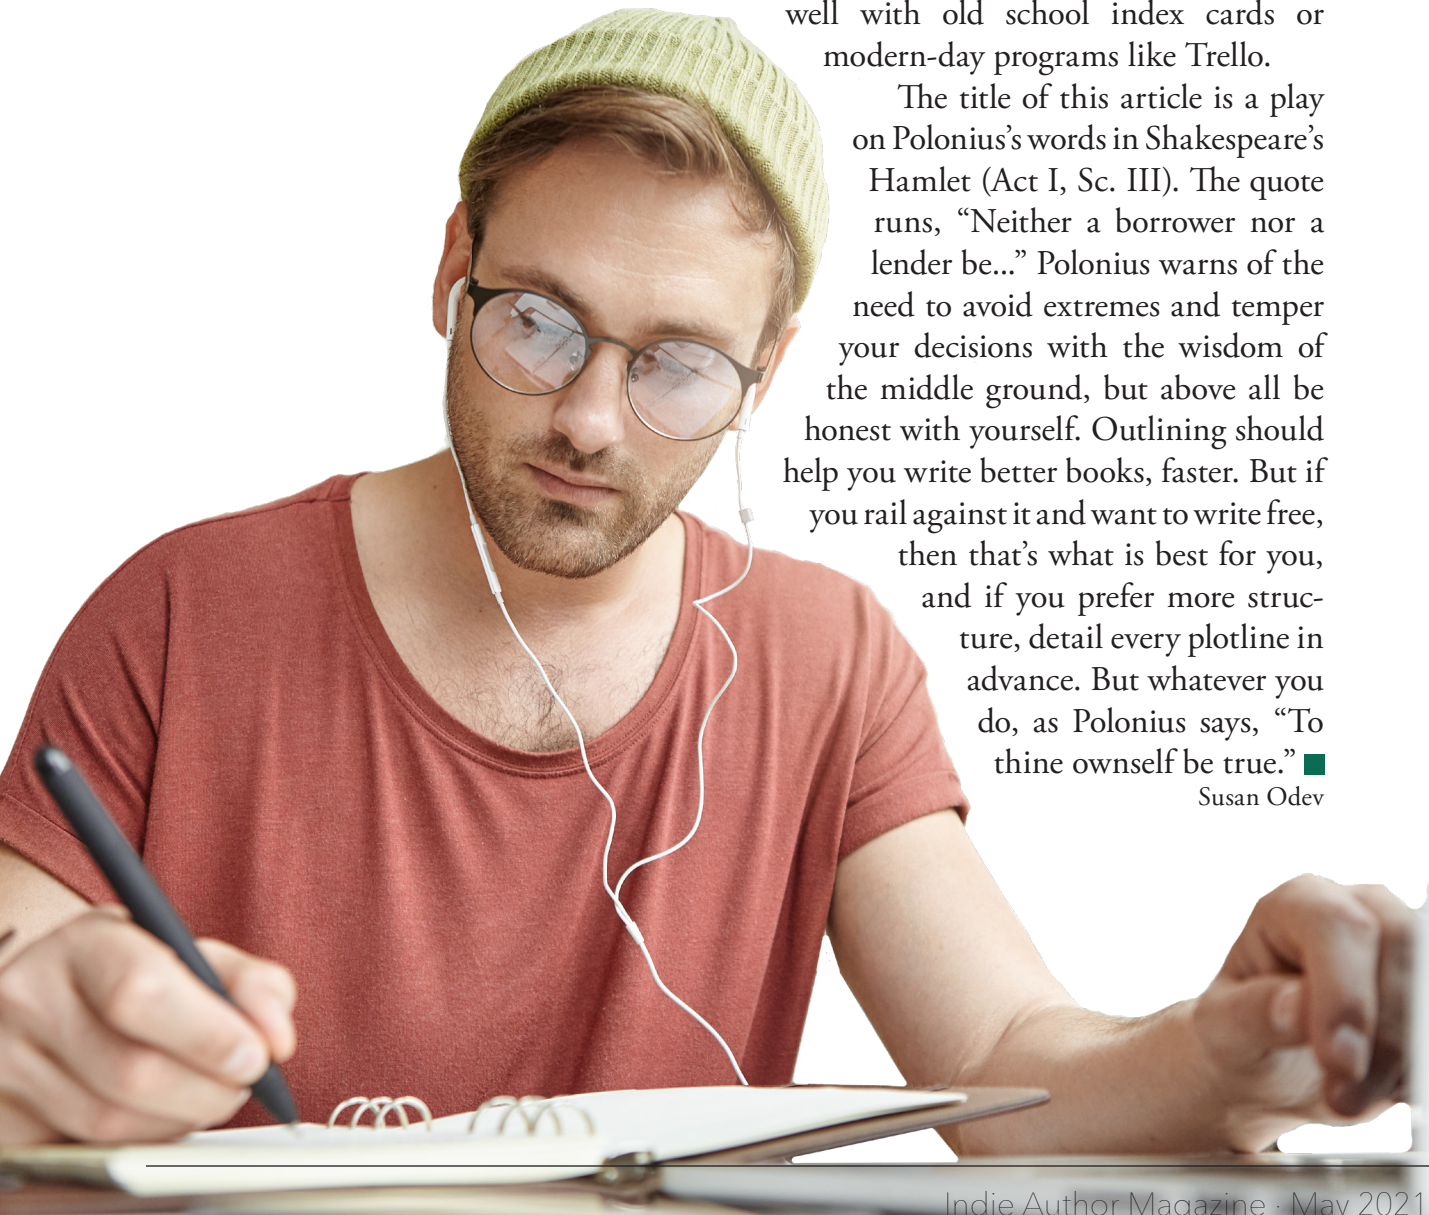 well with old school index cards or
modern-day programs like Trello.
The title of this article is a play
on Polonius’s words in Shakespeare’s
Hamlet (Act I, Sc. III). The quote
runs, “Neither a borrower nor a
lender be...” Polonius warns of the
need to avoid extremes and temper
your decisions with the wisdom of
the middle ground, but above all be
honest with yourself. Outlining should
help you write better books, faster. But if
you rail against it and want to write free,
then that’s what is best for you,
and if you prefer more struc-
ture, detail every plotline in
advance. But whatever you
do, as Polonius says, “To
thine ownself be true.”
Susan Odev
Indie Author Magazine · May 2021